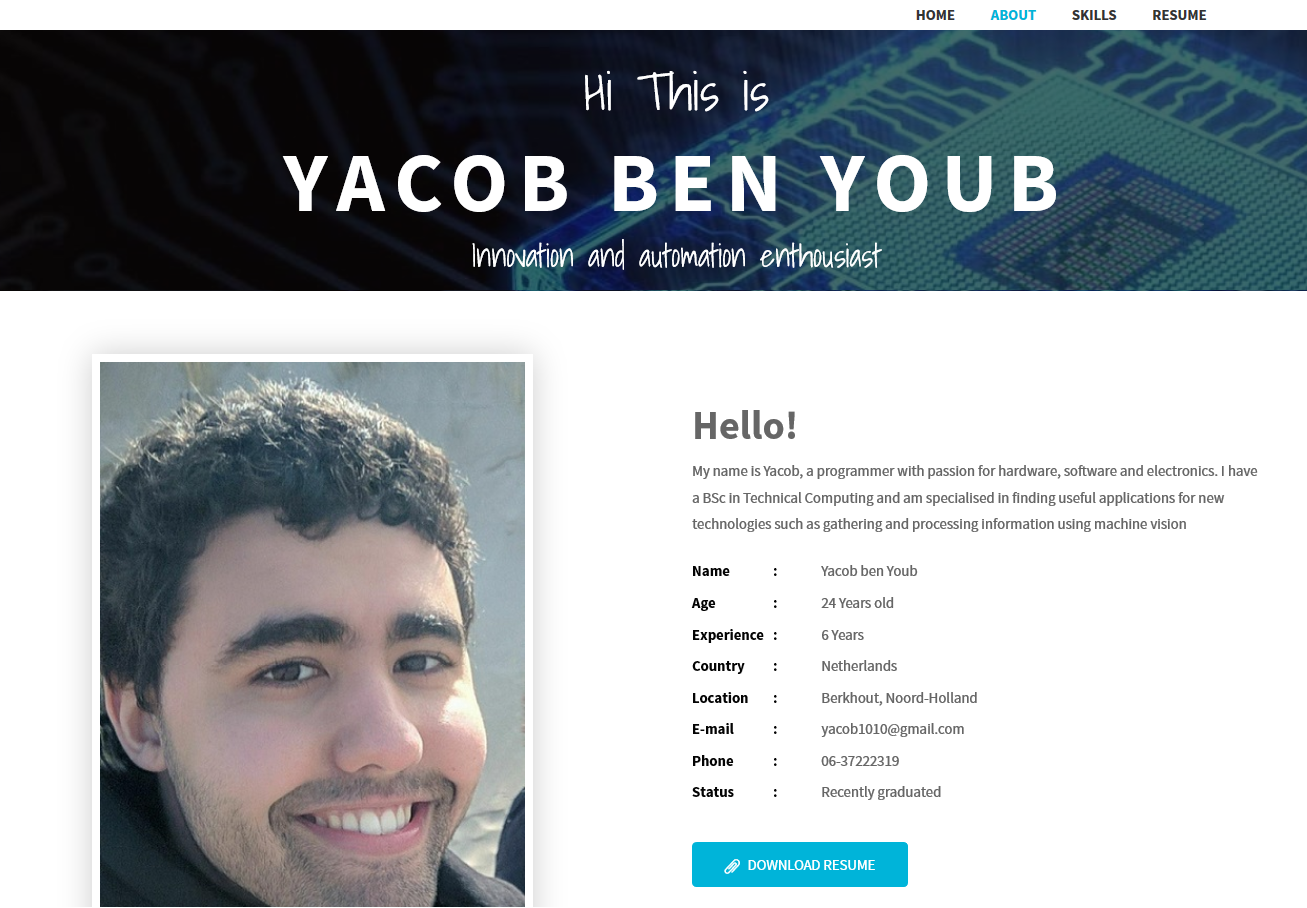 HOME ABOUT SKILLS RESUME
Hi This is
YACOB BEN YOUB
Innovation and automation enthousiast
Hello!
My name is Yacob, a programmer with passion for hardware, software and electronics. I have
a BSc in Technical Computing and am specialised in finding useful applications for new
technologies such as gathering and processing information using machine vision
Name : Yacob ben Youb
Age : 24 Years old
Experience : 6 Years
Country : Netherlands
Location : Berkhout, Noord-Holland
E-mail : yacob1010@gmail.com
Phone : 06-37222319
Status : Recently graduated
DOWNLOAD RESUME